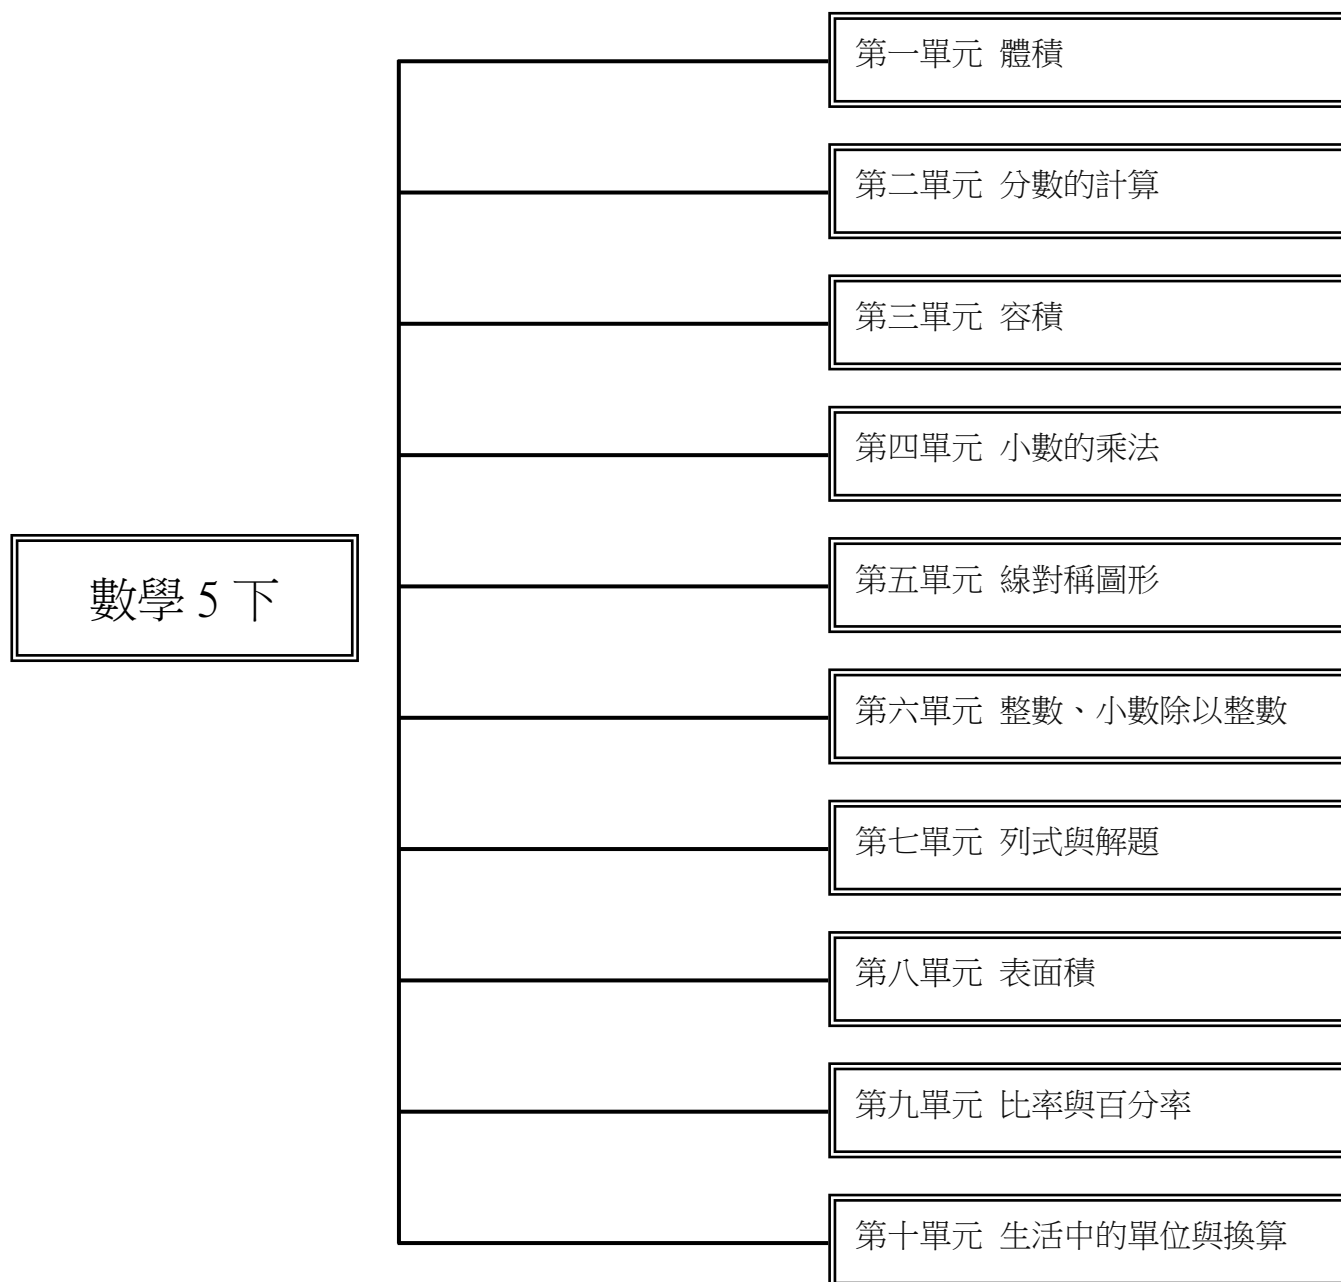 第一單元 體積
第二單元 分數的計算
第三單元 容積
第四單元 小數的乘法
第五單元 線對稱圖形
數學 5 下
第六單元 整數、小數除以整數
第七單元 列式與解題
第八單元 表面積
第九單元 比率與百分率
第十單元 生活中的單位與換算